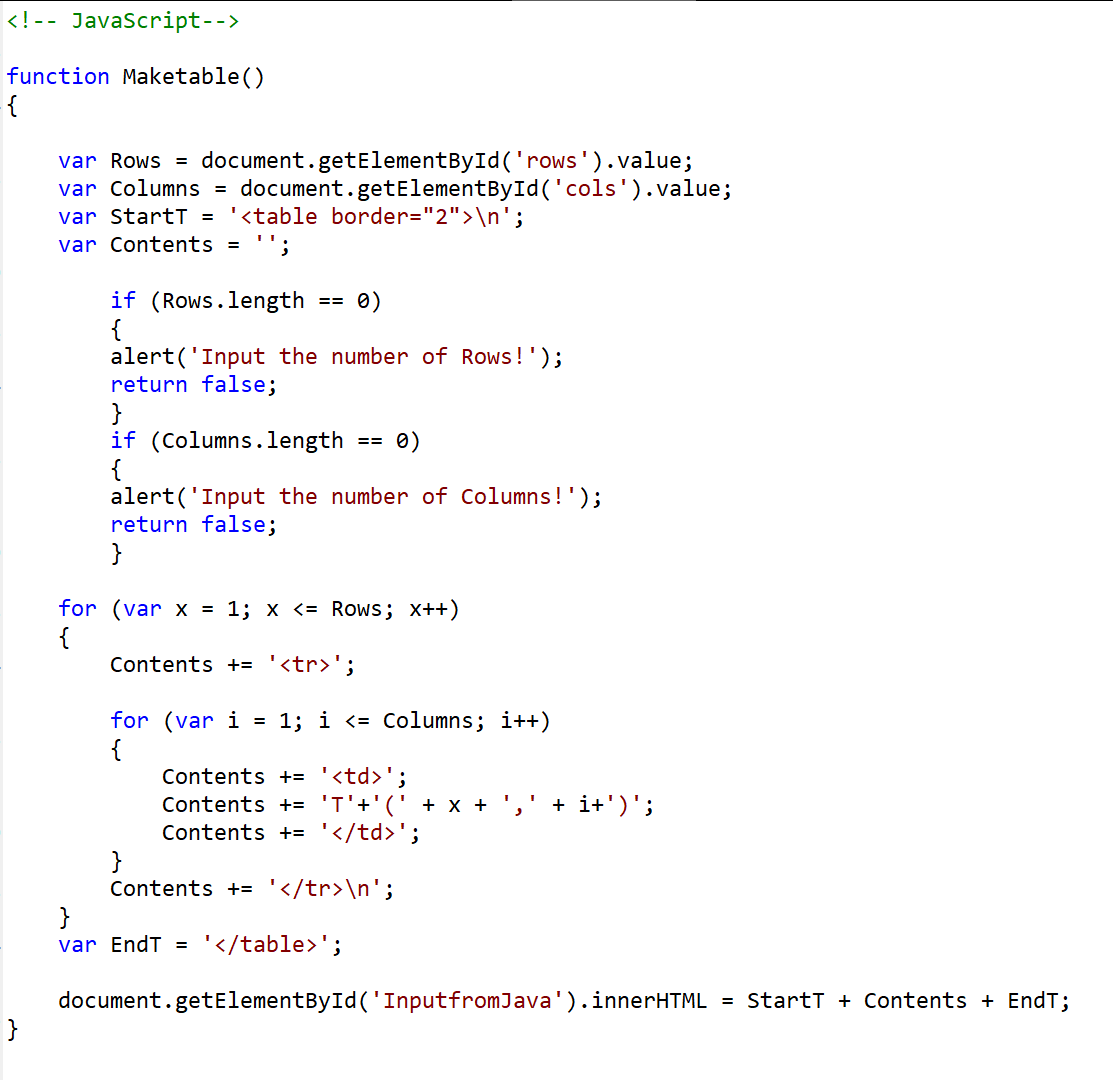 <!-- JavaScript-->
function Maketable()
{
var Rows = document.getElementById('rows').value;
var Columns = document.getElementById('cols').value;
var StartT = '<table border="2">\n';
var Contents = '';
if (Rows.length == 0)
{
alert('Input the number of Rows!');
return false;
}
if (Columns.length == 0)
{
alert('Input the number of Columns!');
return false;
}
for (var x = 1; x <= Rows; x++)
{
Contents += '<tr>';
for (var i = 1; i <= Columns; i++)
{
Contents += '<td>';
Contents += 'T'+'(' + x + ',' + i+')';
Contents += '</td>';
}
Contents += '</tr>\n';
}
var EndT = '</table>';
document.getElementById('InputfromJava').innerHTML = StartT + Contents + EndT;
}